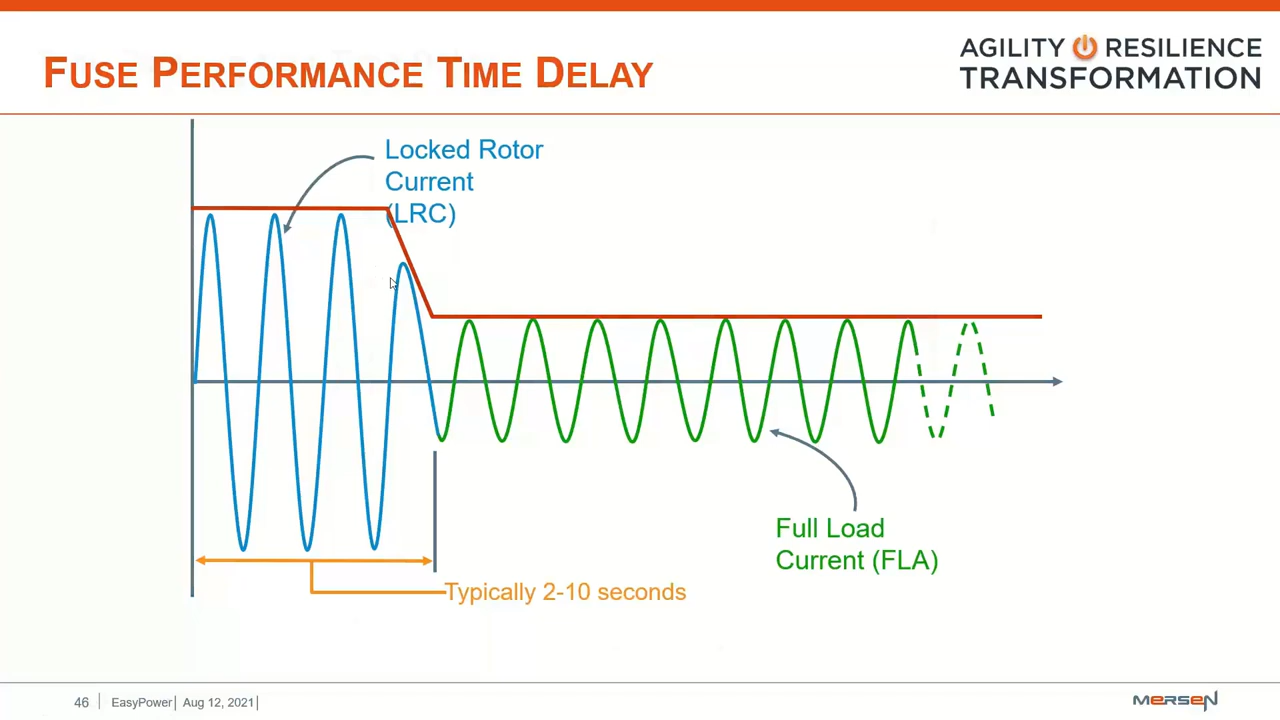 FUSE PERFORMANCE TIME DELAY
AGILITY RESILIENCE
TRANSFORMATION
Locked Rotor
Current
(LRC)
Full Load
Current (FLA)
Typically 2-10 seconds
46 | EasyPower| Aug 12, 2021|
MERSEN